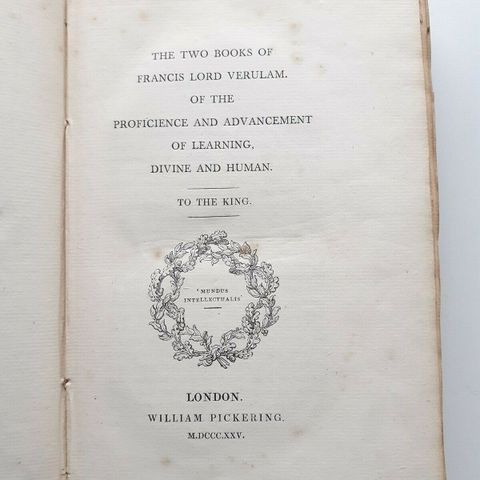 THE TWO BOOKS OF
FRANCIS LORD VERULAM.
OF THE
PROFICIENCE AND ADVANCEMENT
OF LEARNING,
DIVINE AND HUMAN.
TO THE KING.
'MUNDUS
INTELLECTUALIS'
LONDON.
WILLIAM PICKERING.
M.DCCC.XXV.